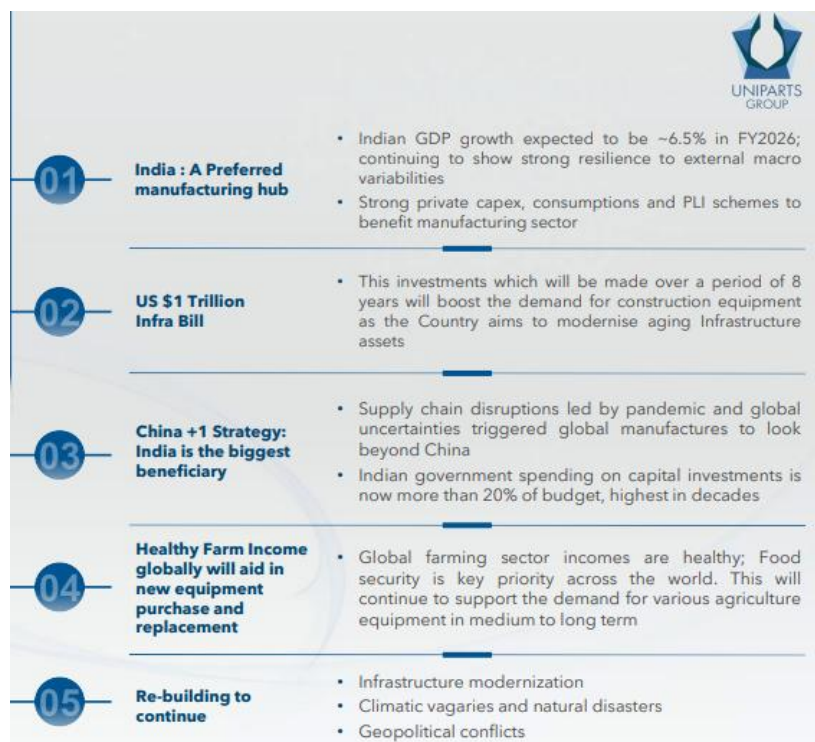 UNIPARTS
GROUP
01
India : A Preferred
manufacturing hub
• Indian GDP growth expected to be ~6.5% in FY2026;
continuing to show strong resilience to external macro
variabilities
• Strong private capex, consumptions and PLI schemes to
benefit manufacturing sector
02
US $1 Trillion
Infra Bill
• This investments which will be made over a period of 8
years will boost the demand for construction equipment
as the Country aims to modernise aging Infrastructure
assets
03
China +1 Strategy:
India is the biggest
beneficiary
• Supply chain disruptions led by pandemic and global
uncertainties triggered global manufactures to look
beyond China
• Indian government spending on capital investments is
now more than 20% of budget, highest in decades
04
Healthy Farm Income
globally will aid in
new equipment
purchase and
replacement
• Global farming sector incomes are healthy; Food
security is key priority across the world. This will
continue to support the demand for various agriculture
equipment in medium to long term
05
Re-building to
continue
• Infrastructure modernization
• Climatic vagaries and natural disasters
• Geopolitical conflicts